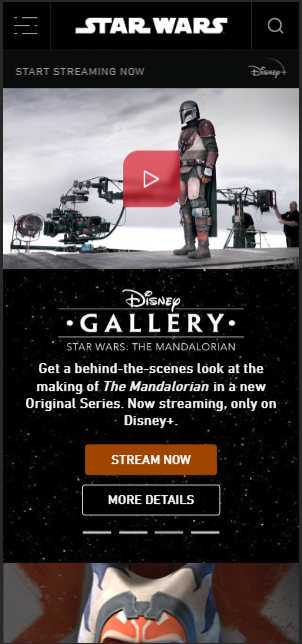 STAR WARS
START STREAMING NOW
Disney+
Disney
GALLERY
STAR WARS: THE MANDALORIAN
Get a behind-the-scenes look at the
making of The Mandalorian in a new
Original Series. Now streaming, only on
Disney+.
STREAM NOW
MORE DETAILS